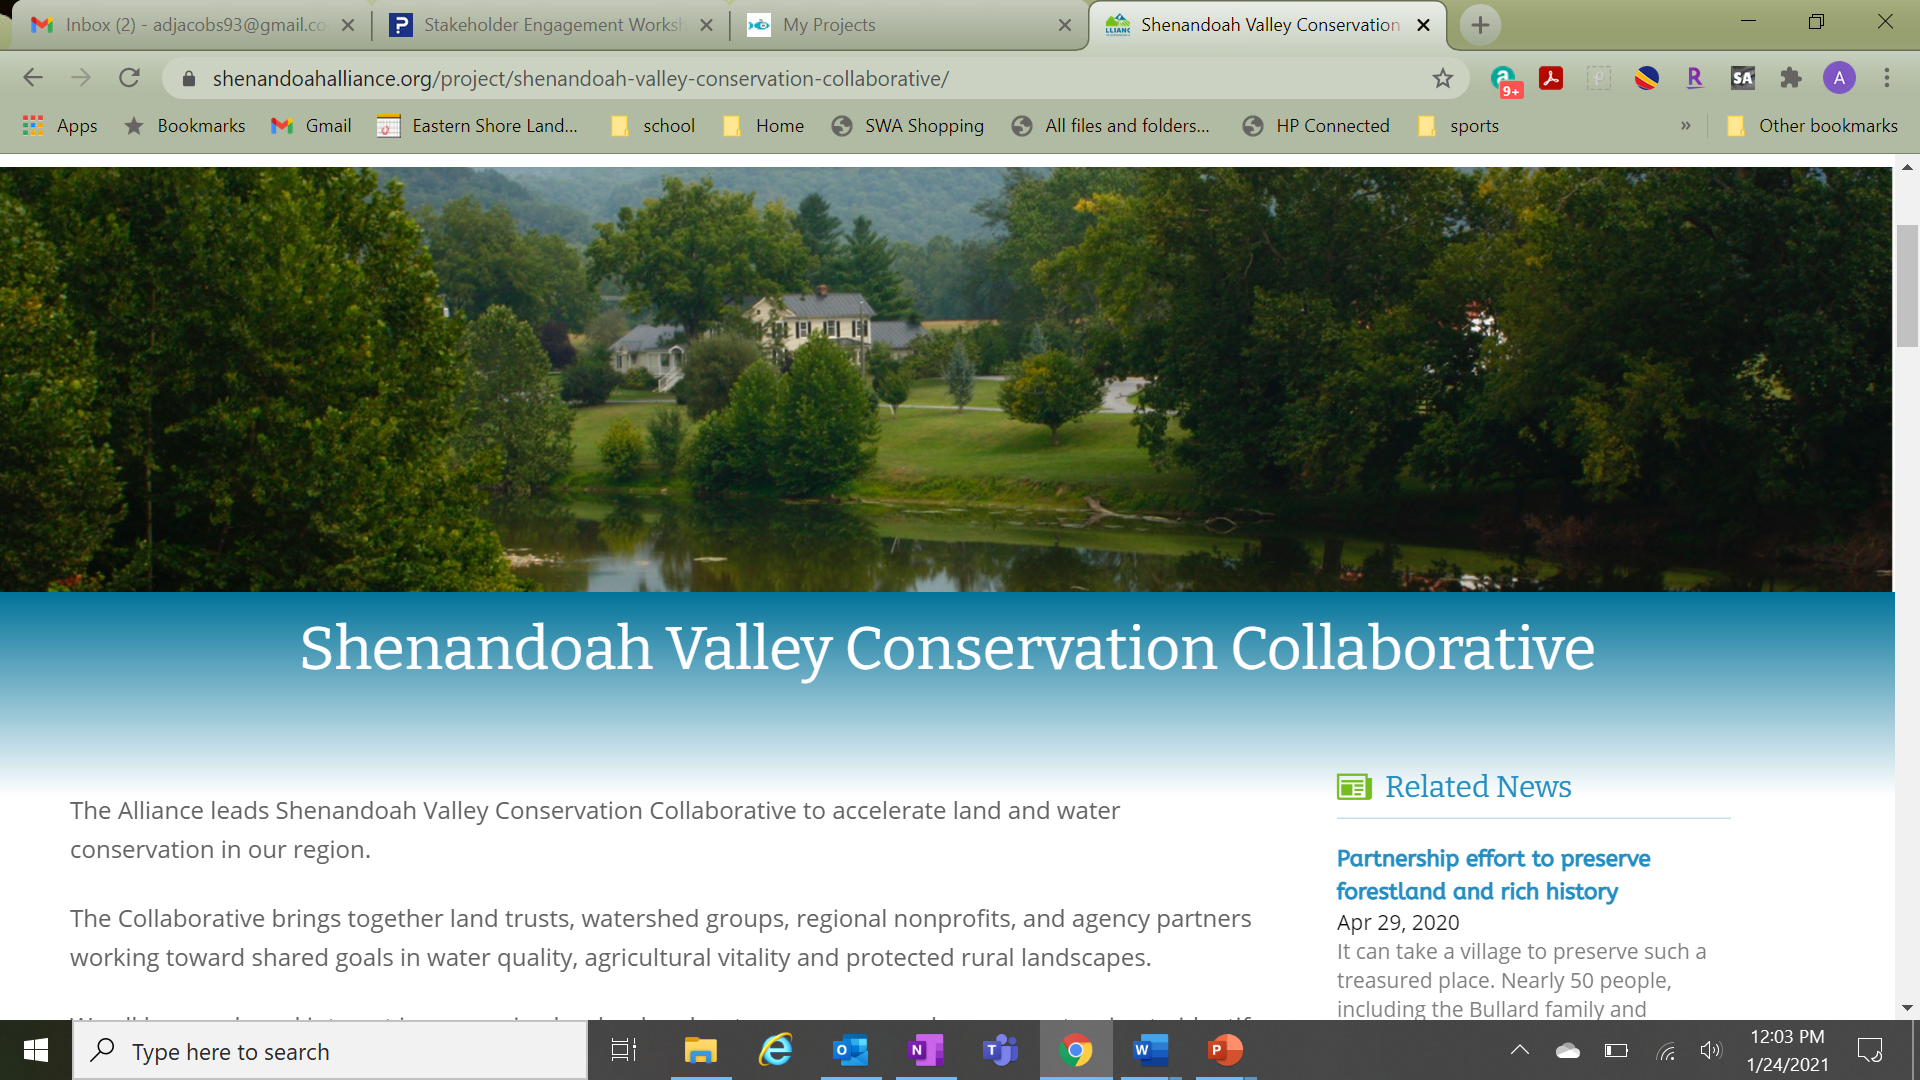 Inbox (2) - adjacobs93@gmail.co
Stakeholder Engagement Worksh
My Projects
Shenandoah Valley Conservation
shenandoahalliance.org/project/shenandoah-valley-conservation-collaborative/
9+
R
SA
A
Apps
Bookmarks
Gmail
Eastern Shore Land...
school
Home
SWA Shopping
All files and folders...
HP Connected
sports
»
Other bookmarks
Shenandoah Valley Conservation Collaborative
The Alliance leads Shenandoah Valley Conservation Collaborative to accelerate land and water
conservation in our region.
The Collaborative brings together land trusts, watershed groups, regional nonprofits, and agency partners
working toward shared goals in water quality, agricultural vitality and protected rural landscapes.
Related News
Partnership effort to preserve
forestland and rich history
Apr 29, 2020
It can take a village to preserve such a
treasured place. Nearly 50 people,
including the Bullard family and
Type here to search
12:03 PM
1/24/2021